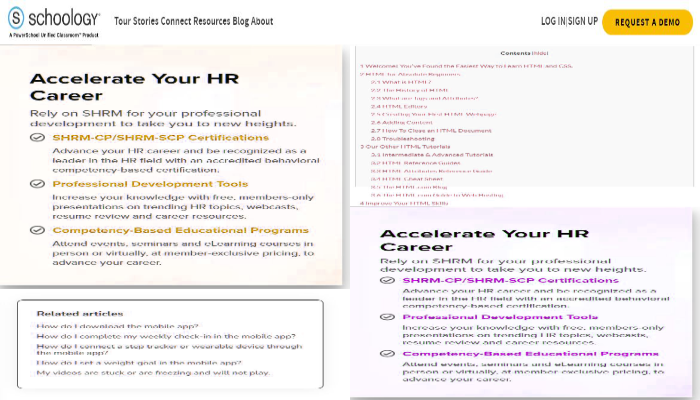 schoology
A PowerSchool Unified Classroom Product
Tour Stories Connect Resources Blog About
LOG IN|SIGN UP
REQUEST A DEMO
Accelerate Your HR
Career
Rely on SHRM for your professional
development to take you to new heights.
SHRM-CP/SHRM-SCP Certifications
Advance your HR career and be recognized as a
leader in the HR field with an accredited behavioral
competency-based certification.
Professional Development Tools
Increase your knowledge with free, members-only
presentations on trending HR topics, webcasts,
resume review and career resources.
Competency-Based Educational Programs
Attend events, seminars and eLearning courses in
person or virtually, at member-exclusive pricing, to
advance your career.
Related articles
How do I download the mobile app?
How do I complete my weekly check-in in the mobile app?
How do I connect a step tracker or wearable device through
the mobile app?
How do I set a weight goal in the mobile app?
My videos are stuck or are freezing and will not play.
Contents [hide]
1 Welcome! You've Found the Easiest Way to Learn HTML and CSS
2 HTML for Absolute Beginners
2.1 What is HTML?
2.2 The History of HTML
2.3 What are Tags and Attributes?
2.4 HTML Editors
2.5 Creating Your First HTML Webpage
2.6 Adding Content
2.7 How To Close an HTML Document
2.8 Troubleshooting
3 Our Other HTML Tutorials
3.1 Intermediate & Advanced Tutorials
3.2 HTML Reference Guides
3.3 HTML Attributes Reference Guide
3.4 HTML Cheat Sheet
3.5 The HTML.com Blog
3.6 The HTML.com Guide to Web Hosting
4 Improve Your HTML Skills
Accelerate Your HR
Career
Rely on SHRM for your professional
development to take you to new heights.
SHRM-CP/SHRM-SCP Certifications
Advance your HR career and be recognized as a
leader in the HR field with an accredited behavioral
competency-based certification.
Professional Development Tools
Increase your knowledge with free, members-only
presentations on trending HR topics, webcasts,
resume review and career resources.
Competency-Based Educational Programs
Attend events, seminars and eLearning courses in
person or virtually, at member-exclusive pricing, to
advance your career.